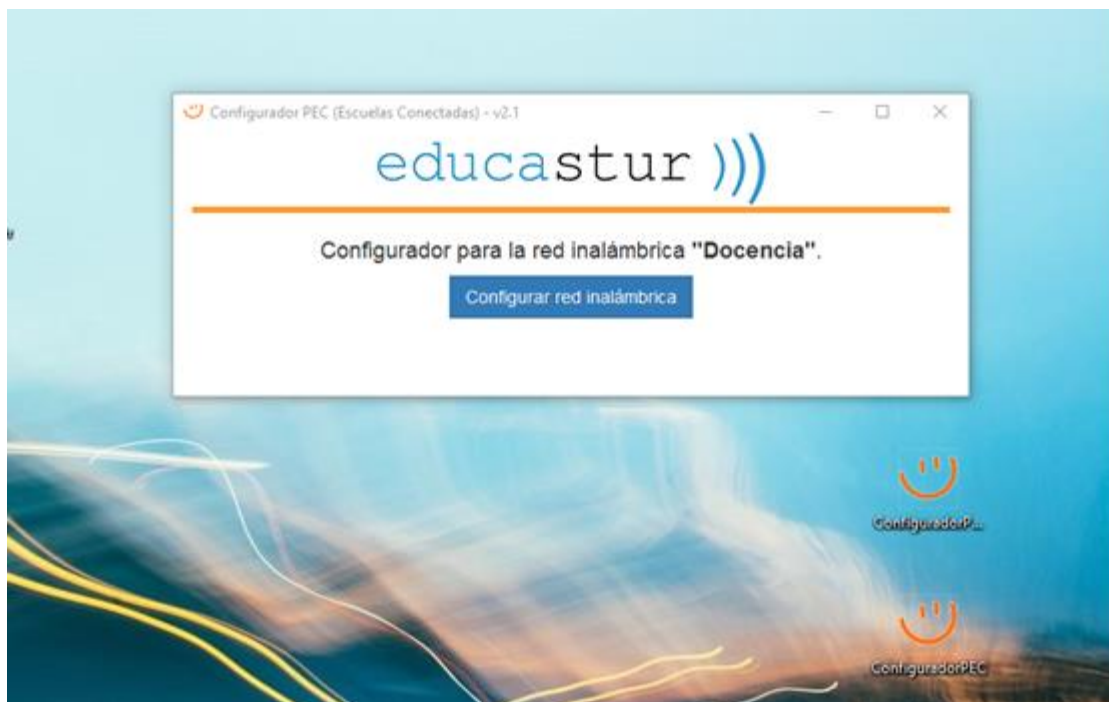 Configurador PEC (Escuelas Conectadas) - v2.1
educastur )))
Configurador para la red inalámbrica "Docencia".
Configurar red inalámbrica
ConfiguradorP...
ConfiguradorPEC